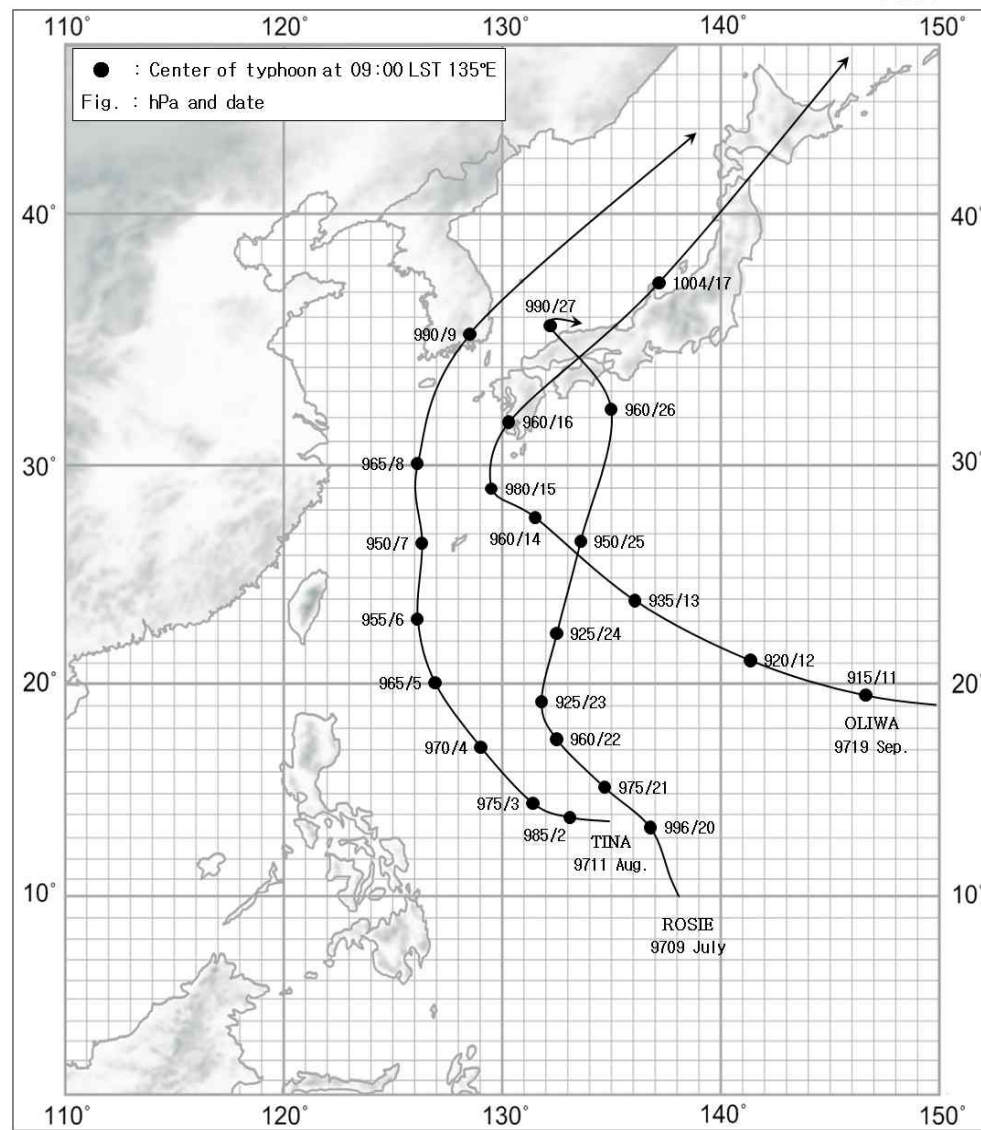 110° 120° 130° 140° 150°
● : Center of typhoon at 09:00 LST 135°E
Fig. : hPa and date
40° 40°
1004/17
990/27
990/9
960/26
960/16
965/8
30° 30°
980/15
960/14
950/7
950/25
935/13
955/6
925/24
920/12
915/11
965/5
20° 20°
925/23
OLIWA
9719 Sep.
960/22
970/4
975/21
975/3
985/2
996/20
TINA
9711 Aug.
10° 10°
ROSIE
9709 July
110° 120° 130° 140° 150°